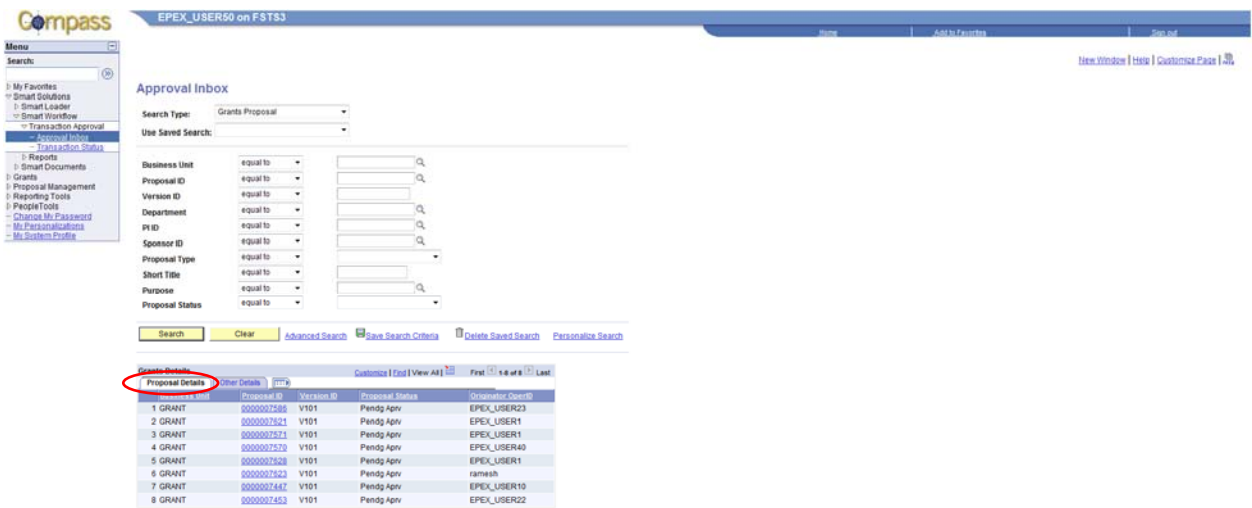 Compass
EPEX_USER50 on FSTS3
Home Add to Favorites Sign out
New Window | Help | Customize Page |
Menu
Search:
My Favorites
Smart Solutions
Smart Loader
Smart Workflow
Transaction Approval
– Approval Inbox
– Transaction Status
Reports
Smart Documents
Grants
Proposal Management
Reporting Tools
PeopleTools
– Change My Password
– My Personalizations
– My System Profile
Approval Inbox
Search Type: Grants Proposal
Use Saved Search:
Business Unit equal to
Proposal ID equal to
Version ID equal to
Department equal to
PI ID equal to
Sponsor ID equal to
Proposal Type equal to
Short Title equal to
Purpose equal to
Proposal Status equal to
Search Clear Advanced Search Save Search Criteria Delete Saved Search Personalize Search
Grants Details Customize | Find | View All | First 1-8 of 8 Last
Proposal Details Other Details
Business Unit Proposal ID Version ID Proposal Status Originator OperID
1 GRANT 0000007586 V101 Pendg Aprv EPEX_USER23
2 GRANT 0000007621 V101 Pendg Aprv EPEX_USER1
3 GRANT 0000007571 V101 Pendg Aprv EPEX_USER1
4 GRANT 0000007570 V101 Pendg Aprv EPEX_USER40
5 GRANT 0000007628 V101 Pendg Aprv EPEX_USER1
6 GRANT 0000007623 V101 Pendg Aprv ramesh
7 GRANT 0000007447 V101 Pendg Aprv EPEX_USER10
8 GRANT 0000007453 V101 Pendg Aprv EPEX_USER22